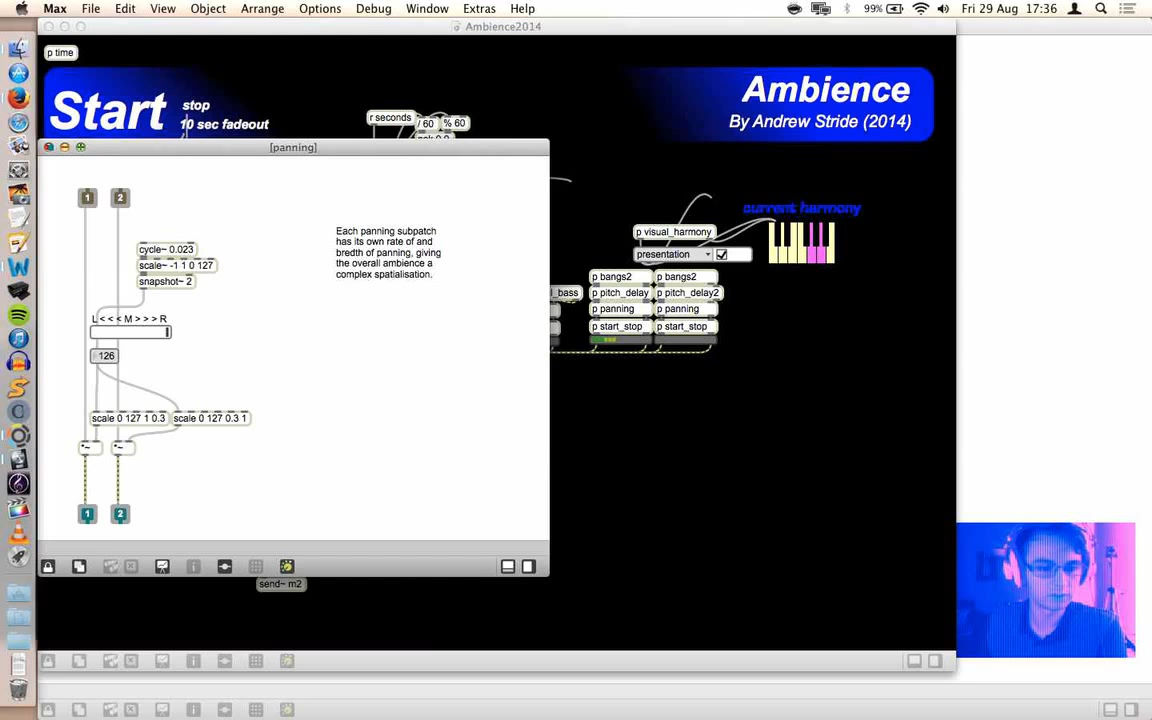 Max File Edit View Object Arrange Options Debug Window Extras Help 99% Fri 29 Aug 17:36
Ambience2014
p time
Start
stop
10 sec fadeout
r seconds
/ 60
% 60
Ambience
By Andrew Stride (2014)
[panning]
1
2
Each panning subpatch
has its own rate of and
bredth of panning, giving
the overall ambience a
complex spatialisation.
cycle~ 0.023
scale~ -1 1 0 127
snapshot~ 2
L < < < M > > > R
126
scale 0 127 1 0.3
scale 0 127 0.3 1
*~
*~
1
2
current harmony
p visual_harmony
presentation
p bangs2
p bangs2
_bass
p pitch_delay
p pitch_delay2
p panning
p panning
p start_stop
p start_stop
send~ m2